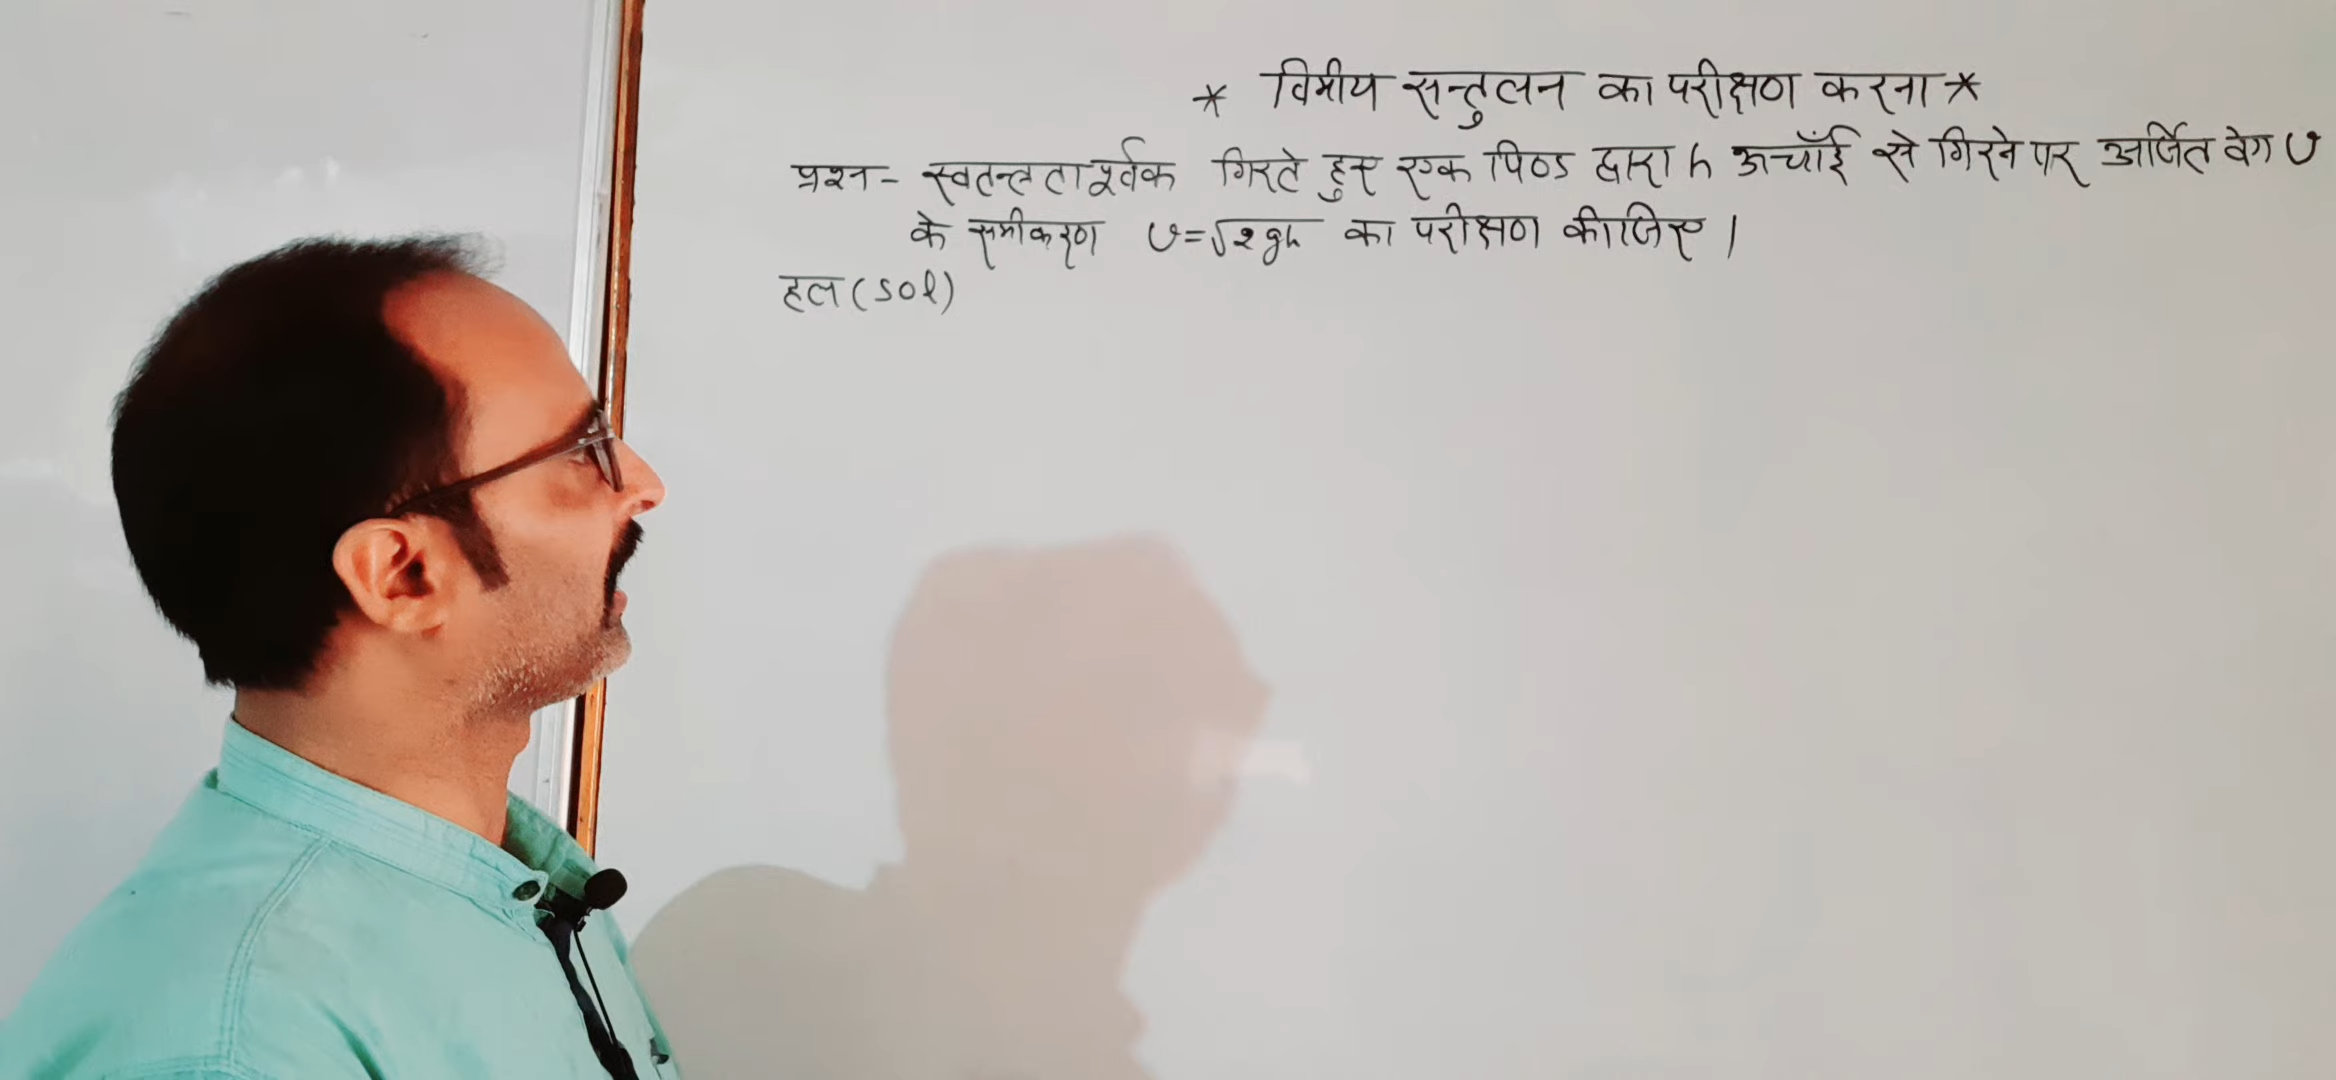 * विमीय सन्तुलन का परीक्षण करना *
प्रश्न - स्वतन्त्रतापूर्वक गिरते हुए एक पिण्ड द्वारा h ऊचाँई से गिरने पर अर्जित वेग v
के समीकरण v=√2gh का परीक्षण कीजिए।
हल (sol)